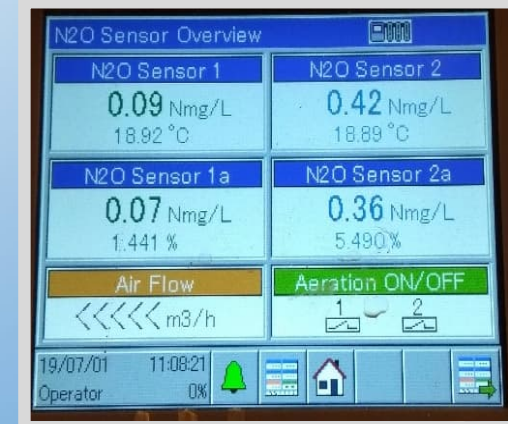 N2O Sensor Overview
N2O Sensor 1
0.09 Nmg/L
18.92 °C
N2O Sensor 2
0.42 Nmg/L
18.89 °C
N2O Sensor 1a
0.07 Nmg/L
1.441 %
N2O Sensor 2a
0.36 Nmg/L
5.490 %
Air Flow
<<<<< m3/h
Aeration ON/OFF
1 2
19/07/01 11:08:21
Operator 0%